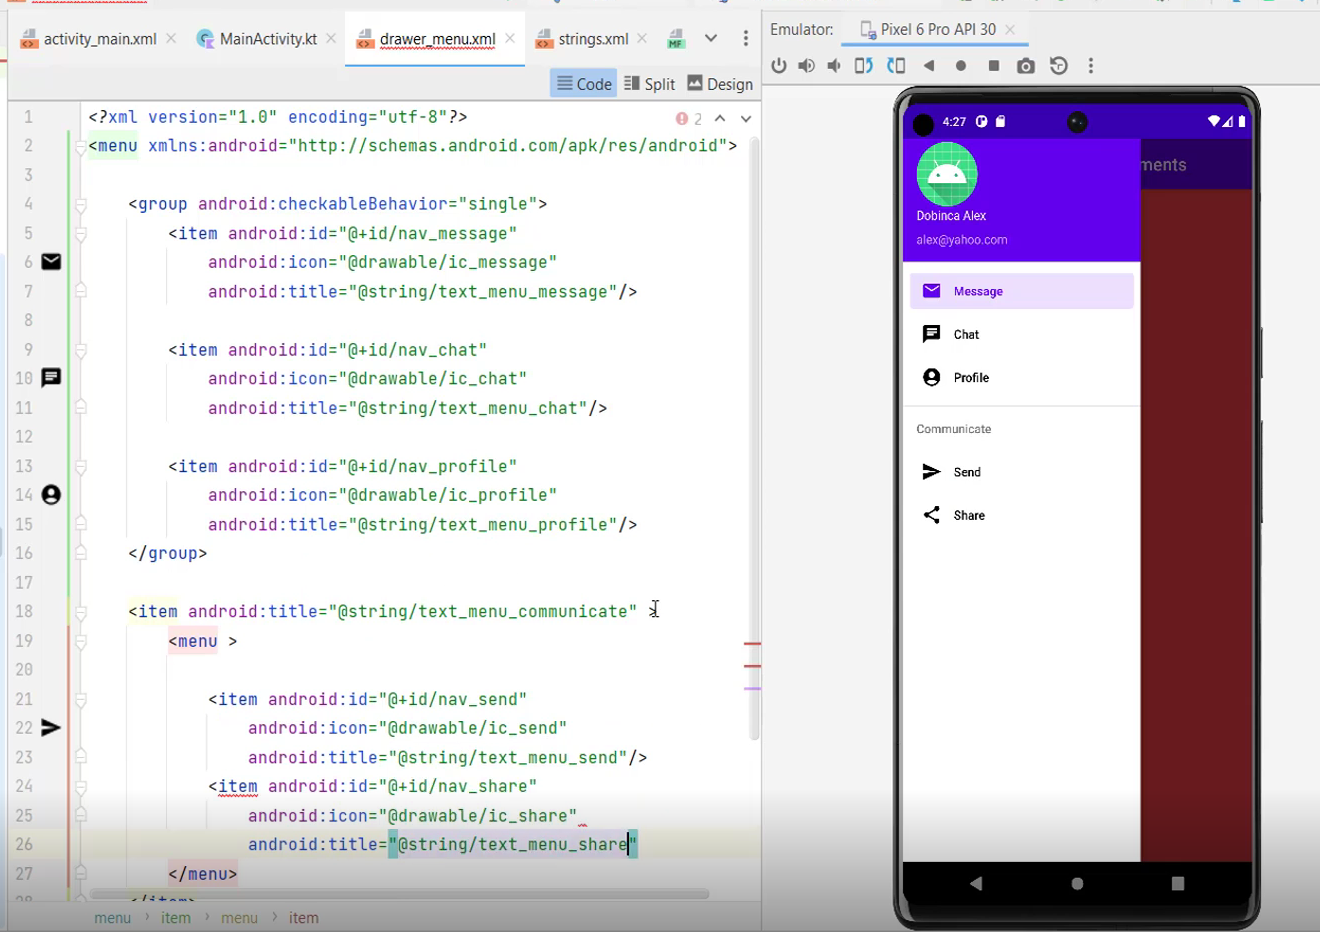 activity_main.xml
MainActivity.kt
drawer_menu.xml
strings.xml
MF
Emulator:
Pixel 6 Pro API 30
Code
Split
Design
1 <?xml version="1.0" encoding="utf-8"?>
2
2 <menu xmlns:android="http://schemas.android.com/apk/res/android">
3
4 <group android:checkableBehavior="single">
5 <item android:id="@+id/nav_message"
6 android:icon="@drawable/ic_message"
7 android:title="@string/text_menu_message"/>
8
9 <item android:id="@+id/nav_chat"
10 android:icon="@drawable/ic_chat"
11 android:title="@string/text_menu_chat"/>
12
13 <item android:id="@+id/nav_profile"
14 android:icon="@drawable/ic_profile"
15 android:title="@string/text_menu_profile"/>
16 </group>
17
18 <item android:title="@string/text_menu_communicate" >
19 <menu >
20
21 <item android:id="@+id/nav_send"
22 android:icon="@drawable/ic_send"
23 android:title="@string/text_menu_send"/>
24 <item android:id="@+id/nav_share"
25 android:icon="@drawable/ic_share"
26 android:title="@string/text_menu_share"
27 </menu>
28 </item>
menu › item › menu › item
4:27
ments
Dobinca Alex
alex@yahoo.com
Message
Chat
Profile
Communicate
Send
Share